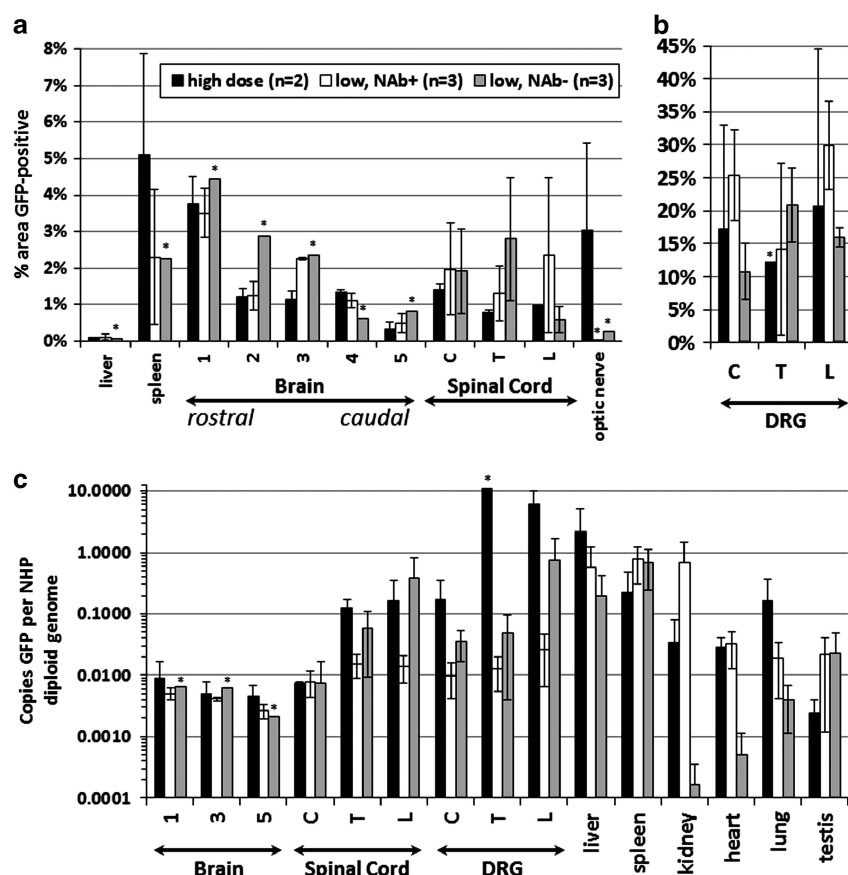 a
8%
7%
6%
5%
4%
3%
2%
1%
0%
% area GFP-positive
high dose (n=2) low, NAb+ (n=3) low, NAb- (n=3)
* * * * * * * * * *
liver spleen 1 2 3 4 5 C T L optic nerve
Brain Spinal Cord
rostral caudal
b
45%
40%
35%
30%
25%
20%
15%
10%
5%
0%
*
C T L
DRG
c
10.0000
1.0000
0.1000
0.0100
0.0010
0.0001
Copies GFP per NHP
diploid genome
* * * *
1 3 5 C T L C T L liver spleen kidney heart lung testis
Brain Spinal Cord DRG